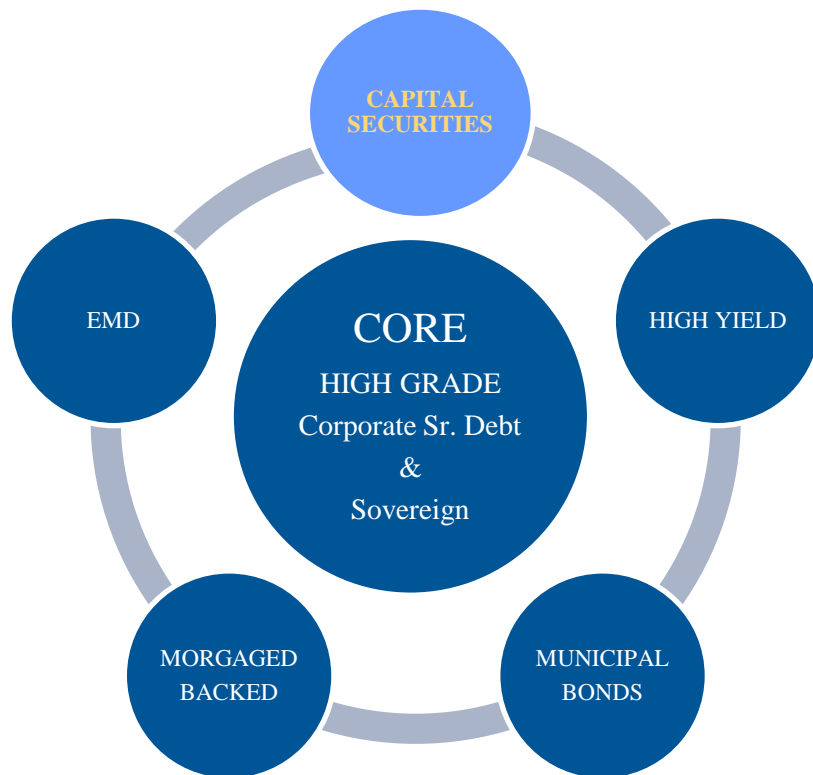 CAPITAL
SECURITIES
EMD
HIGH YIELD
CORE
HIGH GRADE
Corporate Sr. Debt
&
Sovereign
MORGAGED
BACKED
MUNICIPAL
BONDS